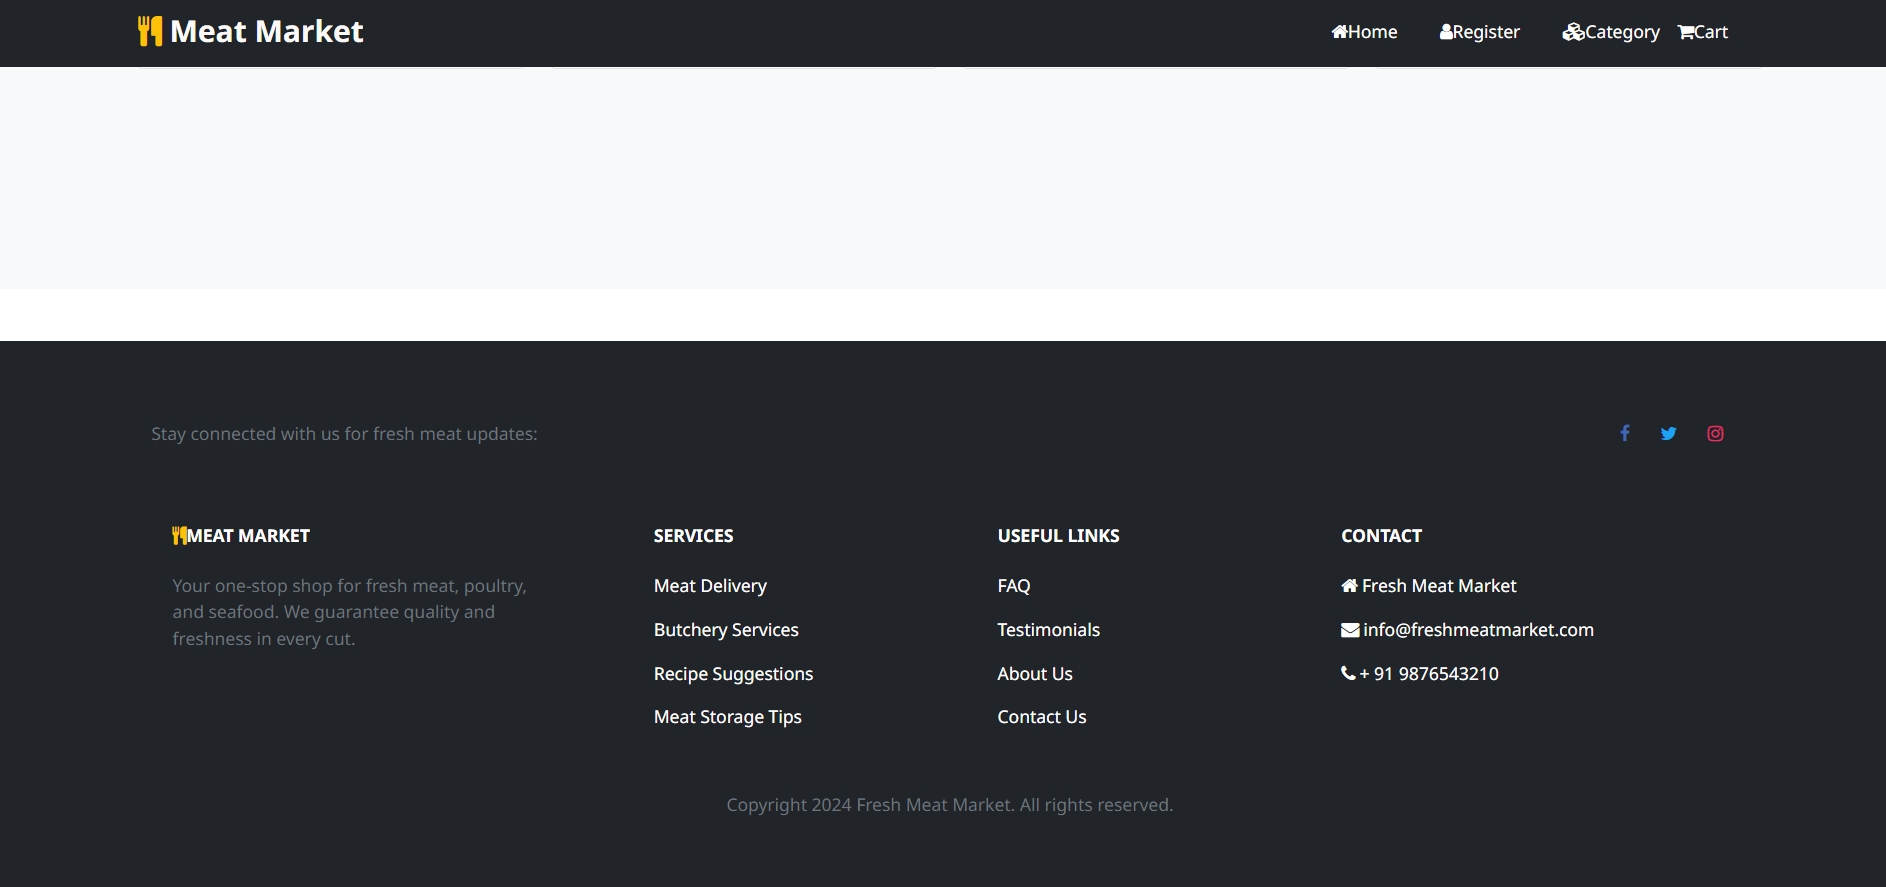 Meat Market
Home Register Category Cart
Stay connected with us for fresh meat updates:
MEAT MARKET
Your one-stop shop for fresh meat, poultry,
and seafood. We guarantee quality and
freshness in every cut.
SERVICES
Meat Delivery
Butchery Services
Recipe Suggestions
Meat Storage Tips
USEFUL LINKS
FAQ
Testimonials
About Us
Contact Us
CONTACT
Fresh Meat Market
info@freshmeatmarket.com
+ 91 9876543210
Copyright 2024 Fresh Meat Market. All rights reserved.